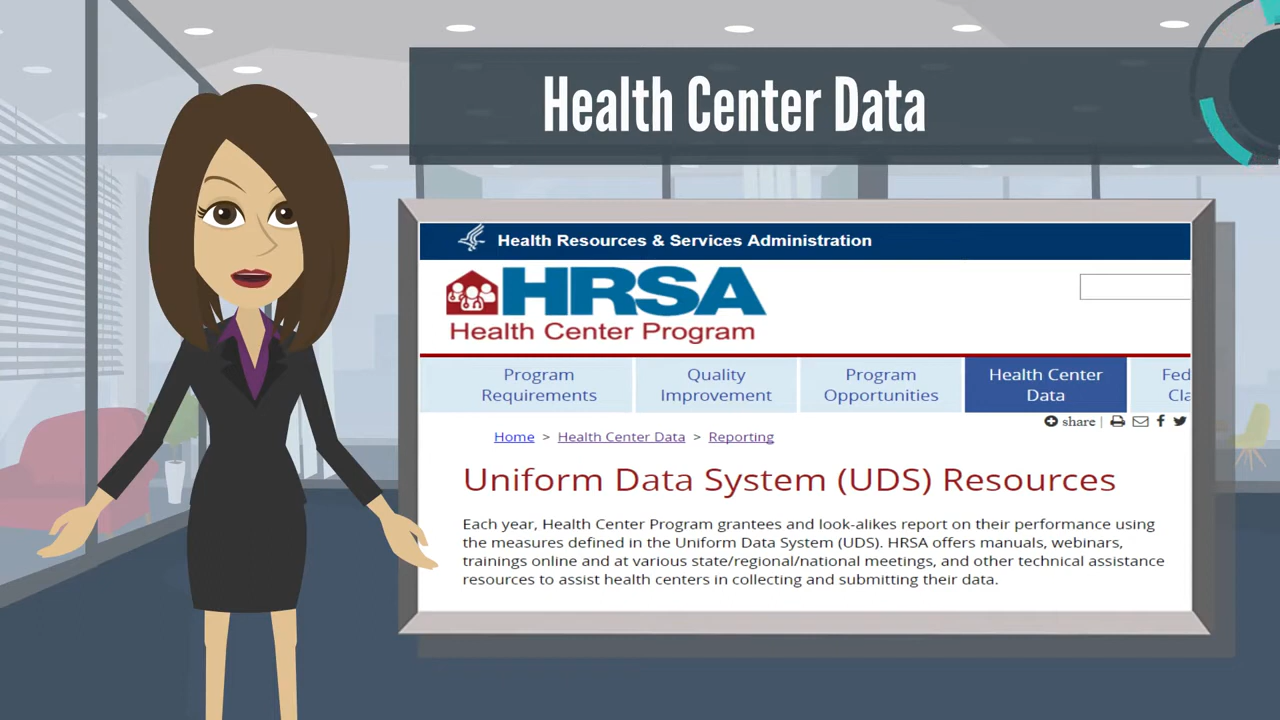 Health Center Data
Health Resources & Services Administration
HRSA
Health Center Program
Program Requirements
Quality Improvement
Program Opportunities
Health Center Data
Fed
Cla
share |
Home > Health Center Data > Reporting
Uniform Data System (UDS) Resources
Each year, Health Center Program grantees and look-alikes report on their performance using
the measures defined in the Uniform Data System (UDS). HRSA offers manuals, webinars,
trainings online and at various state/regional/national meetings, and other technical assistance
resources to assist health centers in collecting and submitting their data.